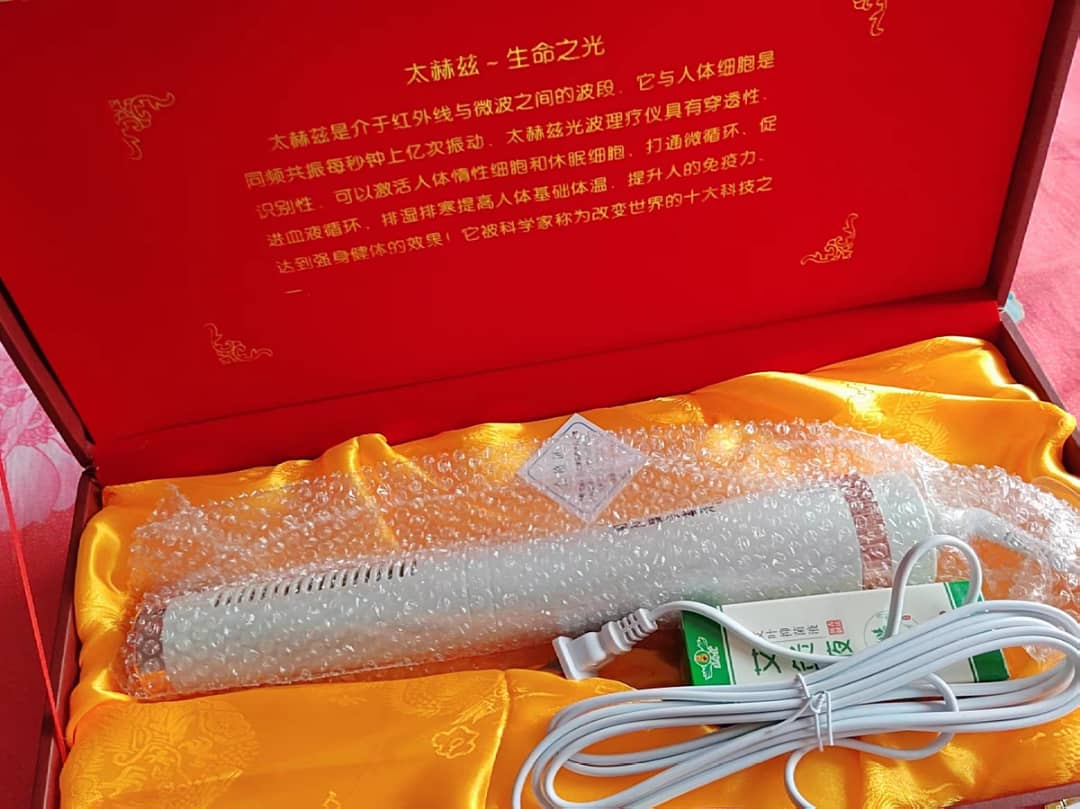 太赫兹~生命之光
太赫兹是介于红外线与微波之间的波段、它与人体细胞是
同频共振每秒钟上亿次振动、太赫兹光波理疗仪具有穿透性、
识别性、可以激活人体惰性细胞和休眠细胞、打通微循环、促
进血液循环、排湿排寒提高人体基础体温、提升人的免疫力、
达到强身健体的效果！它被科学家称为改变世界的十大科技之
一.
叶抑菌液
艾
液